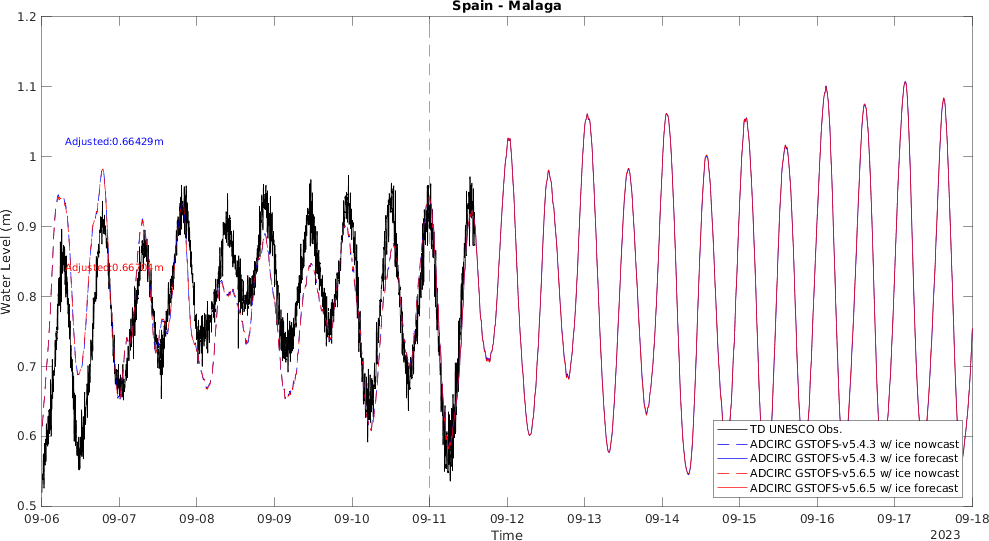 Spain - Malaga
1.2
1.1
1
0.9
0.8
0.7
0.6
0.5
Water Level (m)
Adjusted:0.66429m
TD UNESCO Obs.
ADCIRC GSTOFS-v5.4.3 w/ ice nowcast
ADCIRC GSTOFS-v5.4.3 w/ ice forecast
ADCIRC GSTOFS-v5.6.5 w/ ice nowcast
ADCIRC GSTOFS-v5.6.5 w/ ice forecast
09-06 09-07 09-08 09-09 09-10 09-11 09-12 09-13 09-14 09-15 09-16 09-17 09-18
Time
2023